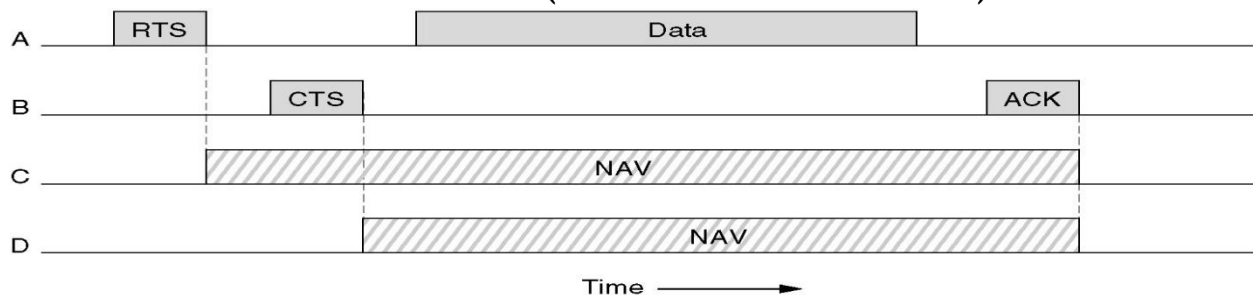 A RTS Data
B CTS ACK
C NAV
D NAV
Time